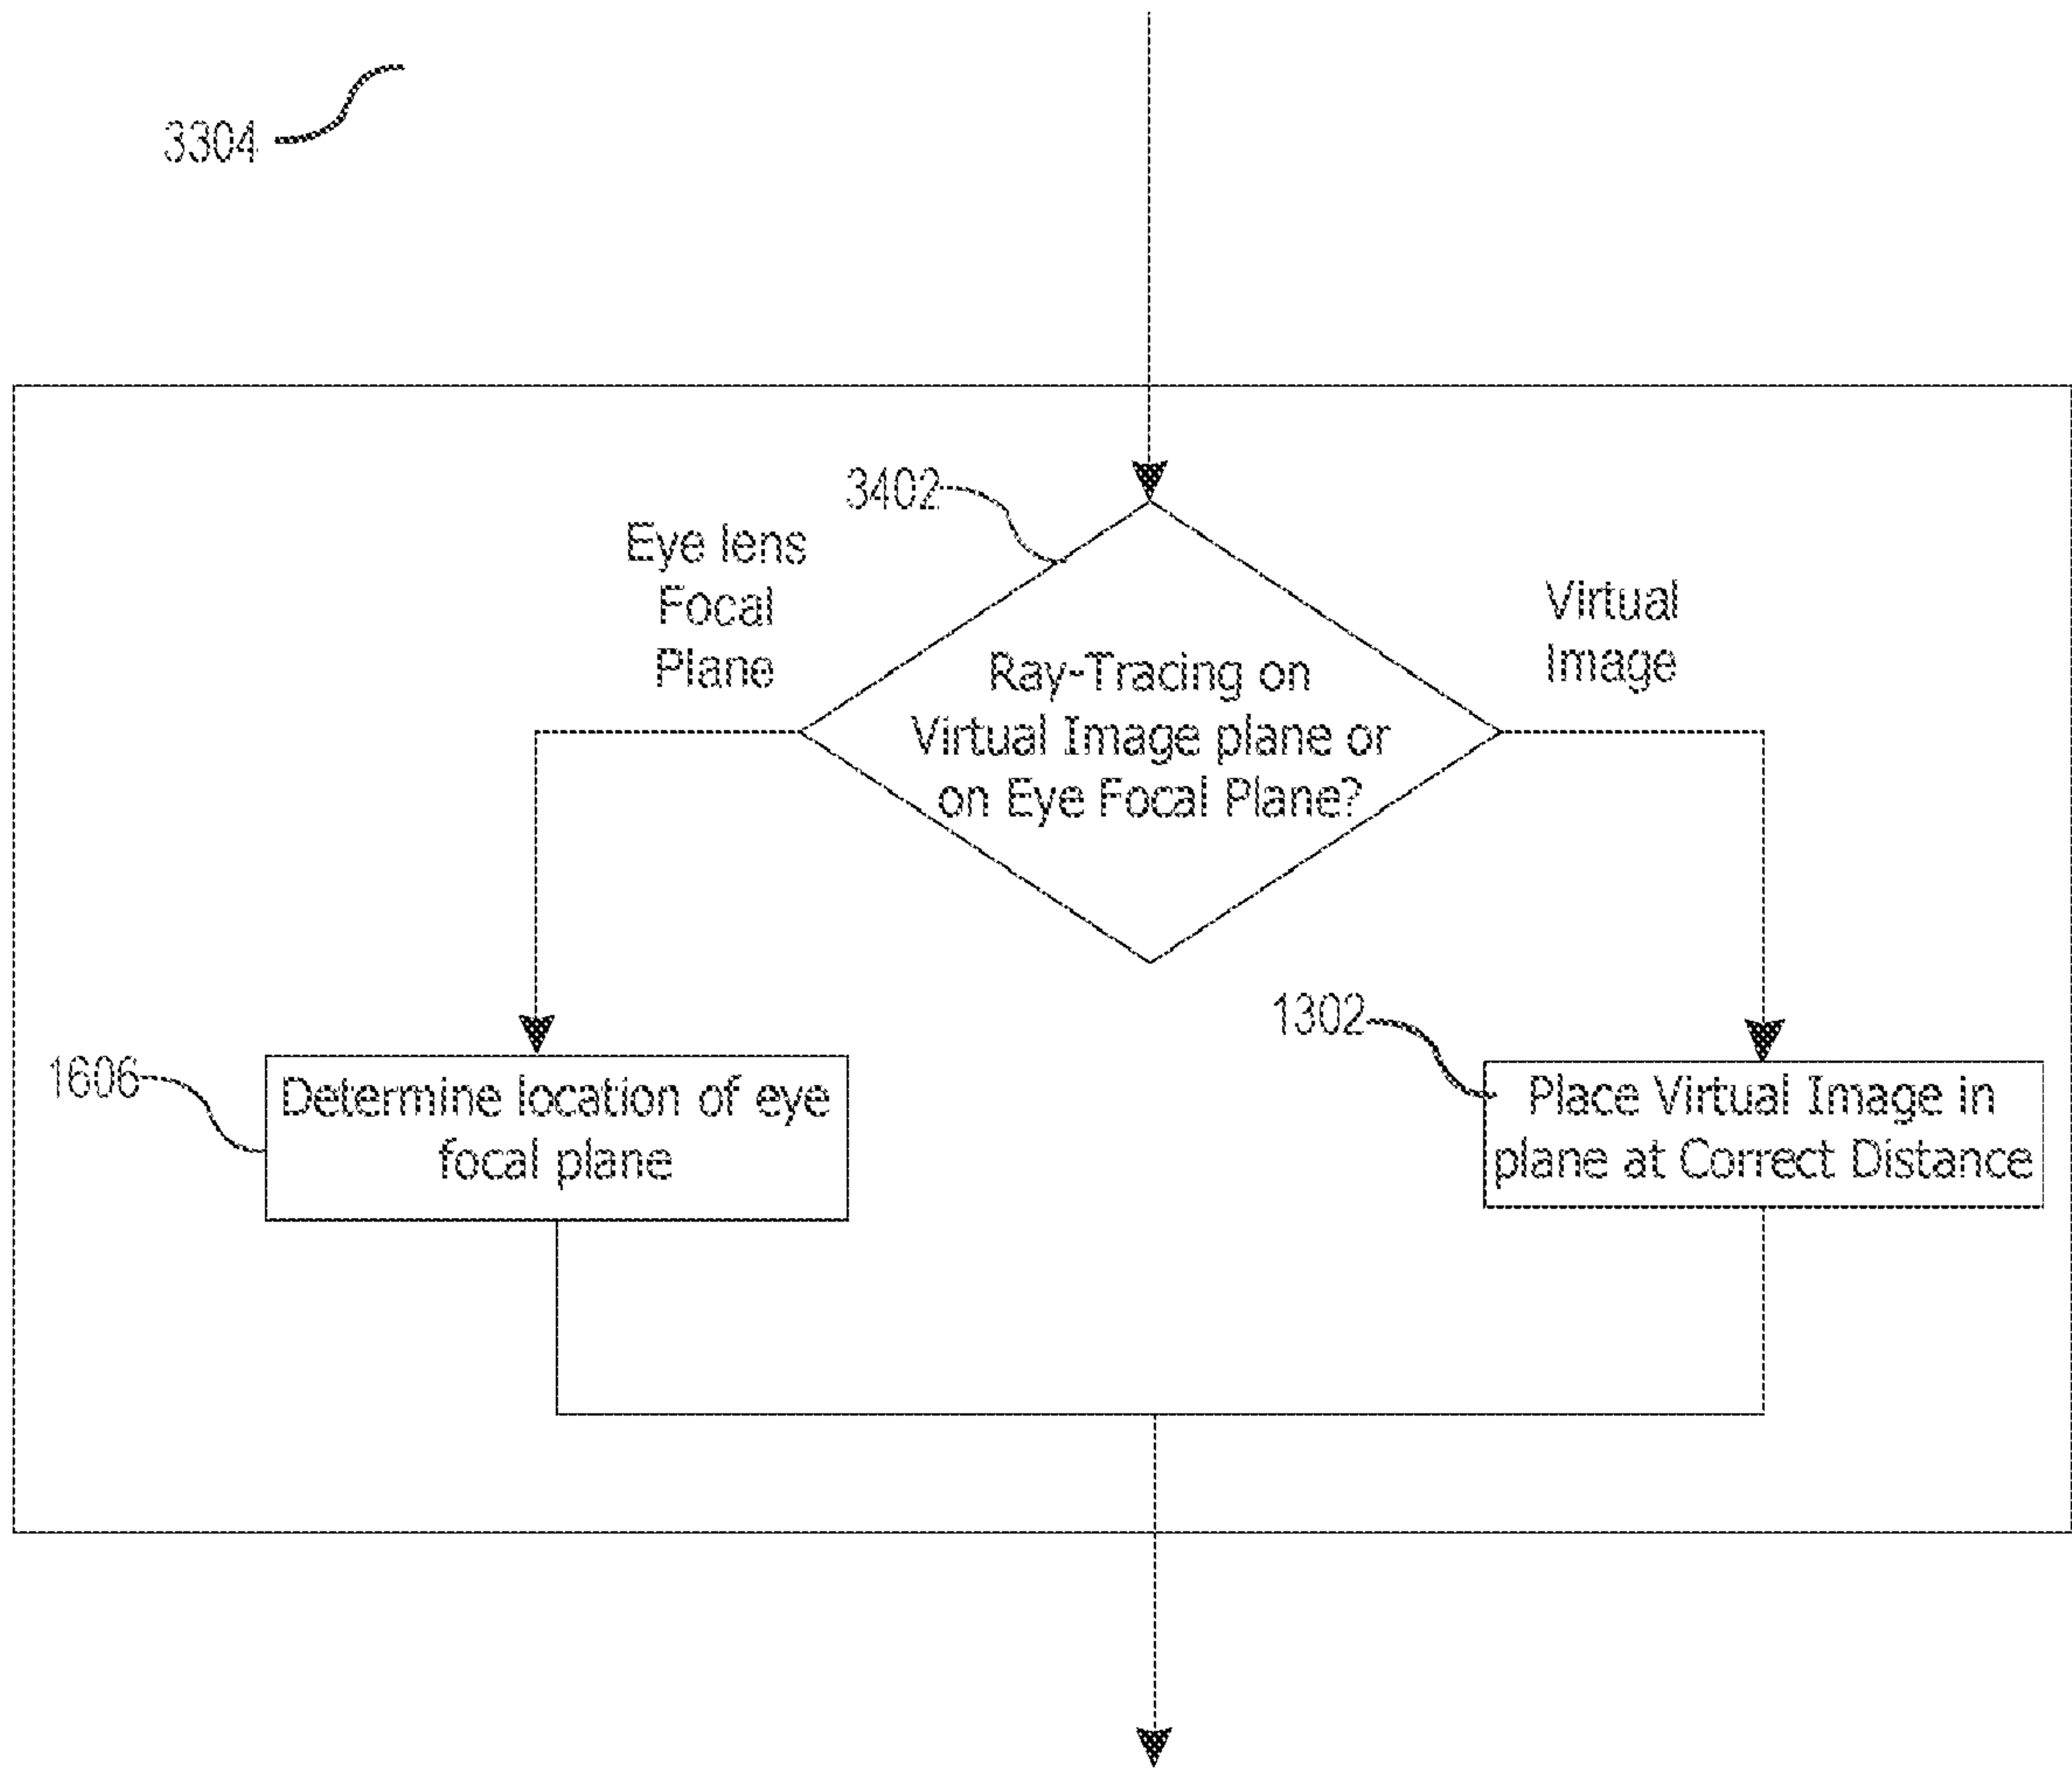 3304
3402
Eye lens
Focal
Plane
Virtual
Image
Ray-Tracing on
Virtual Image plane or
on Eye Focal Plane?
1606
Determine location of eye
focal plane
1302
Place Virtual Image in
plane at Correct Distance